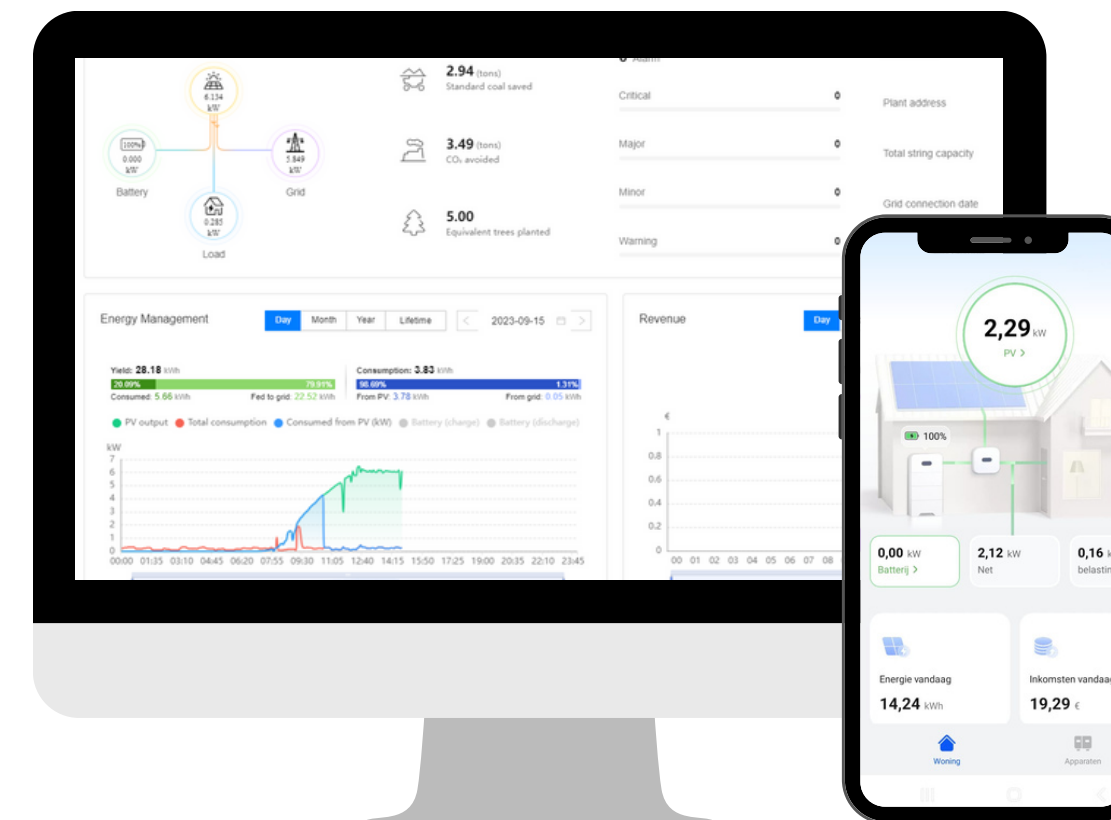 6.134
kW
100%
0.000
kW
Battery
5.849
kW
Grid
0.285
kW
Load
2.94 (tons)
Standard coal saved
3.49 (tons)
CO₂ avoided
5.00
Equivalent trees planted
0 Alarm
Critical 0
Major 0
Minor 0
Warning 0
Plant address
Total string capacity
Grid connection date
Energy Management
Day Month Year Lifetime < 2023-09-15 >
Yield: 28.18 kWh
20.09% 79.91%
Consumed: 5.66 kWh Fed to grid: 22.52 kWh
Consumption: 3.83 kWh
98.69% 1.31%
From PV: 3.78 kWh From grid: 0.05 kWh
PV output Total consumption Consumed from PV (kW) Battery (charge) Battery (discharge)
kW
7
6
5
4
3
2
1
0
00:00 01:35 03:10 04:45 06:20 07:55 09:30 11:05 12:40 14:15 15:50 17:25 19:00 20:35 22:10 23:45
Revenue
Day
€
1
0.8
0.6
0.4
0.2
0
00 01 02 03 04 05 06 07 08
2,29 kW
PV >
100%
0,00 kW
Batterij >
2,12 kW
Net
0,16 k
belastin
Energie vandaag
14,24 kWh
Inkomsten vandaag
19,29 €
Woning
Apparaten